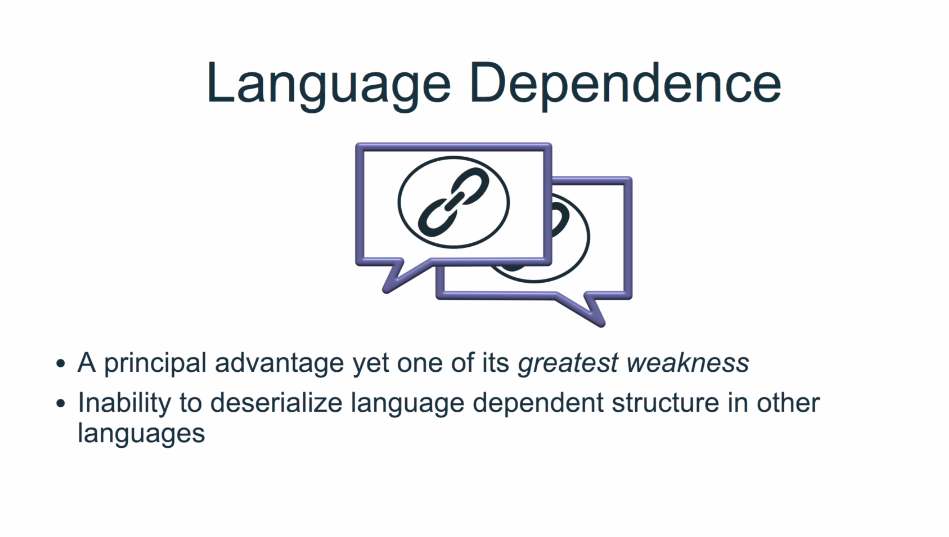 Language Dependence
• A principal advantage yet one of its greatest weakness
• Inability to deserialize language dependent structure in other
languages